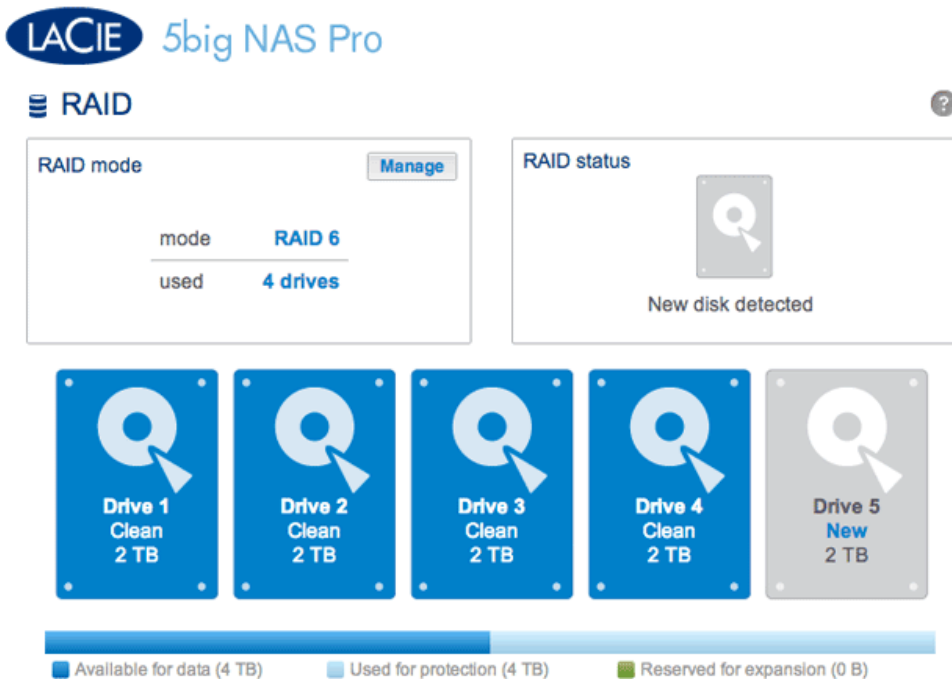 LACIE 5big NAS Pro
RAID
?
RAID mode
Manage
mode RAID 6
used 4 drives
RAID status
New disk detected
Drive 1
Clean
2 TB
Drive 2
Clean
2 TB
Drive 3
Clean
2 TB
Drive 4
Clean
2 TB
Drive 5
New
2 TB
Available for data (4 TB) Used for protection (4 TB) Reserved for expansion (0 B)